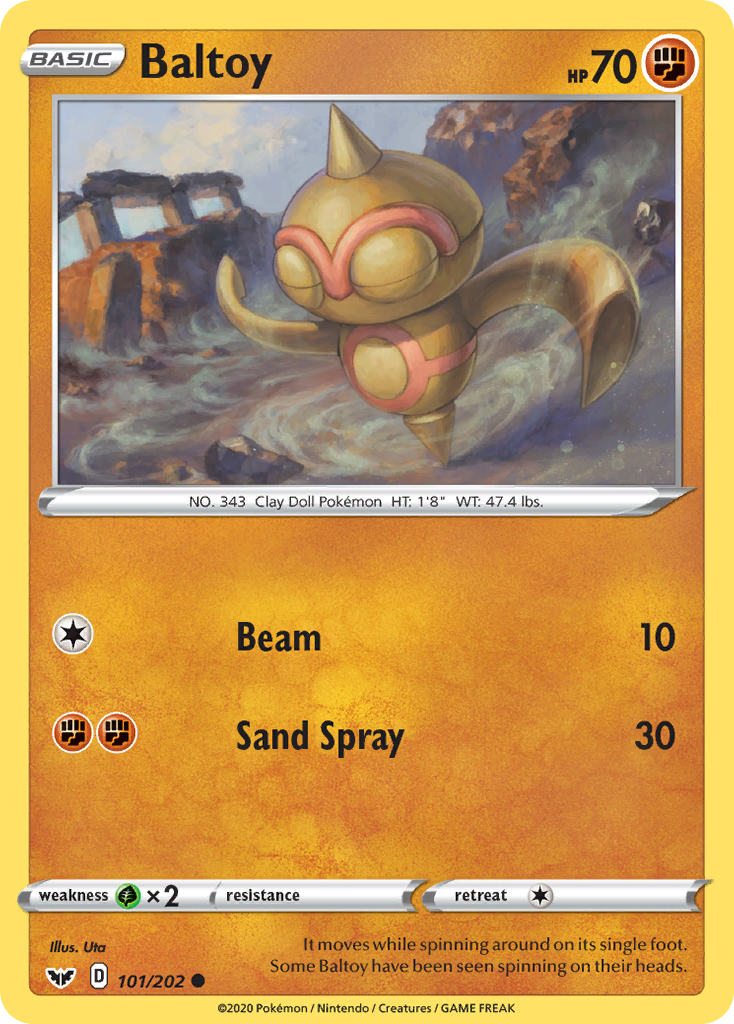 BASIC Baltoy HP 70
NO. 343 Clay Doll Pokémon HT: 1'8" WT: 47.4 lbs.
Beam 10
Sand Spray 30
weakness ×2 resistance retreat
Illus. Uta
It moves while spinning around on its single foot.
Some Baltoy have been seen spinning on their heads.
D 101/202
©2020 Pokémon / Nintendo / Creatures / GAME FREAK